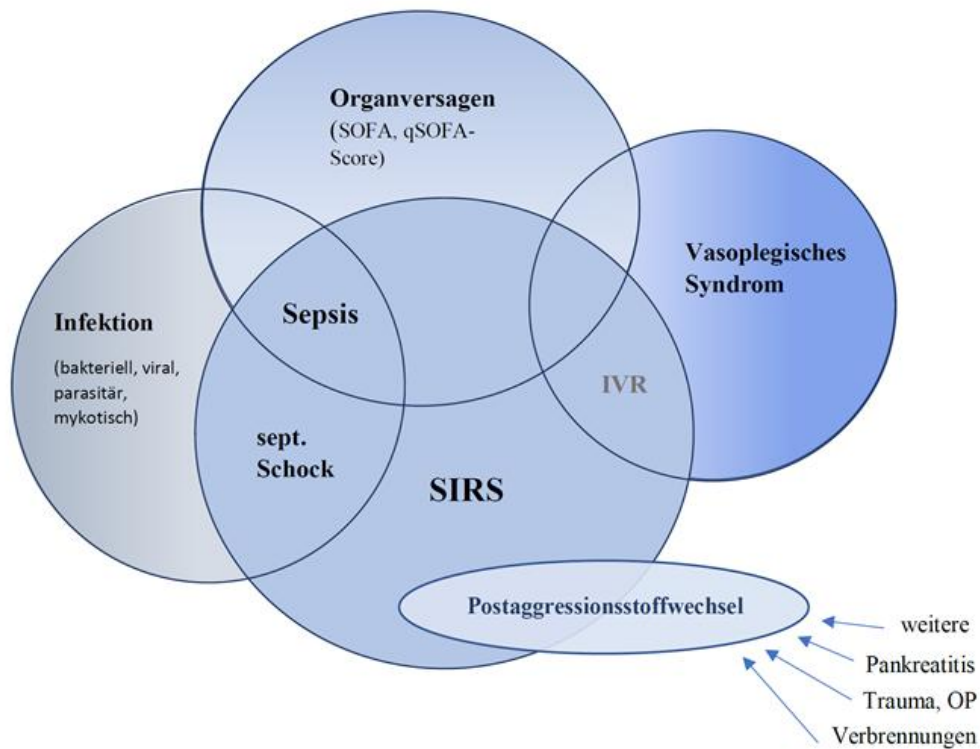 Organversagen
(SOFA, qSOFA-
Score)
Vasoplegisches
Syndrom
Infektion
(bakteriell, viral,
parasitär,
mykotisch)
Sepsis
IVR
sept.
Schock
SIRS
Postaggressionsstoffwechsel
weitere
Pankreatitis
Trauma, OP
Verbrennungen